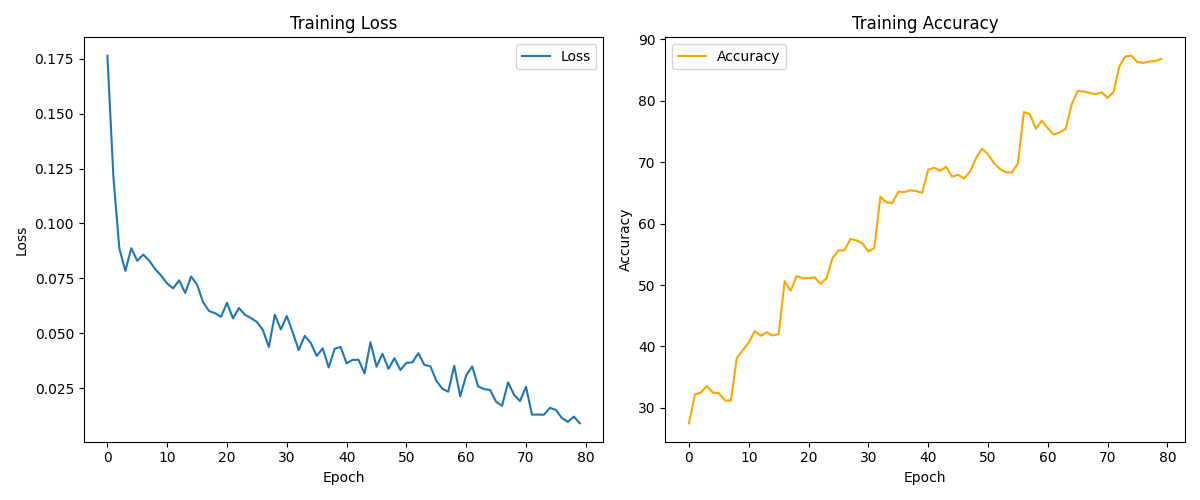 Training Loss
Loss
0.175
0.150
0.125
0.100
0.075
0.050
0.025
Loss
0 10 20 30 40 50 60 70 80
Epoch
Training Accuracy
Accuracy
90
80
70
60
50
40
30
Accuracy
0 10 20 30 40 50 60 70 80
Epoch